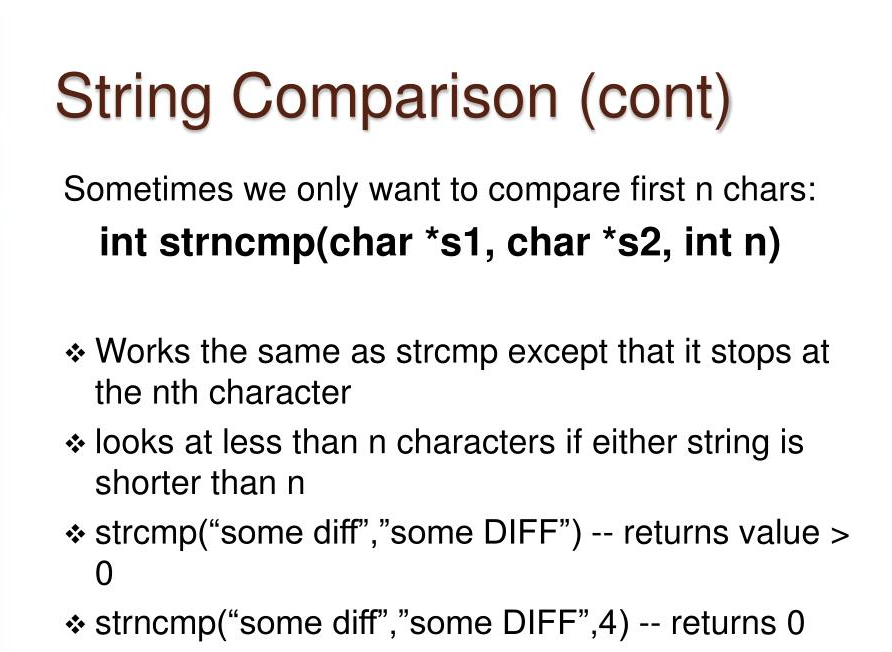 String Comparison (cont)
Sometimes we only want to compare first n chars:
int strncmp(char *s1, char *s2, int n)
❖ Works the same as strcmp except that it stops at
the nth character
❖ looks at less than n characters if either string is
shorter than n
❖ strcmp(“some diff”,”some DIFF”) -- returns value >
0
❖ strncmp(“some diff”,”some DIFF”,4) -- returns 0